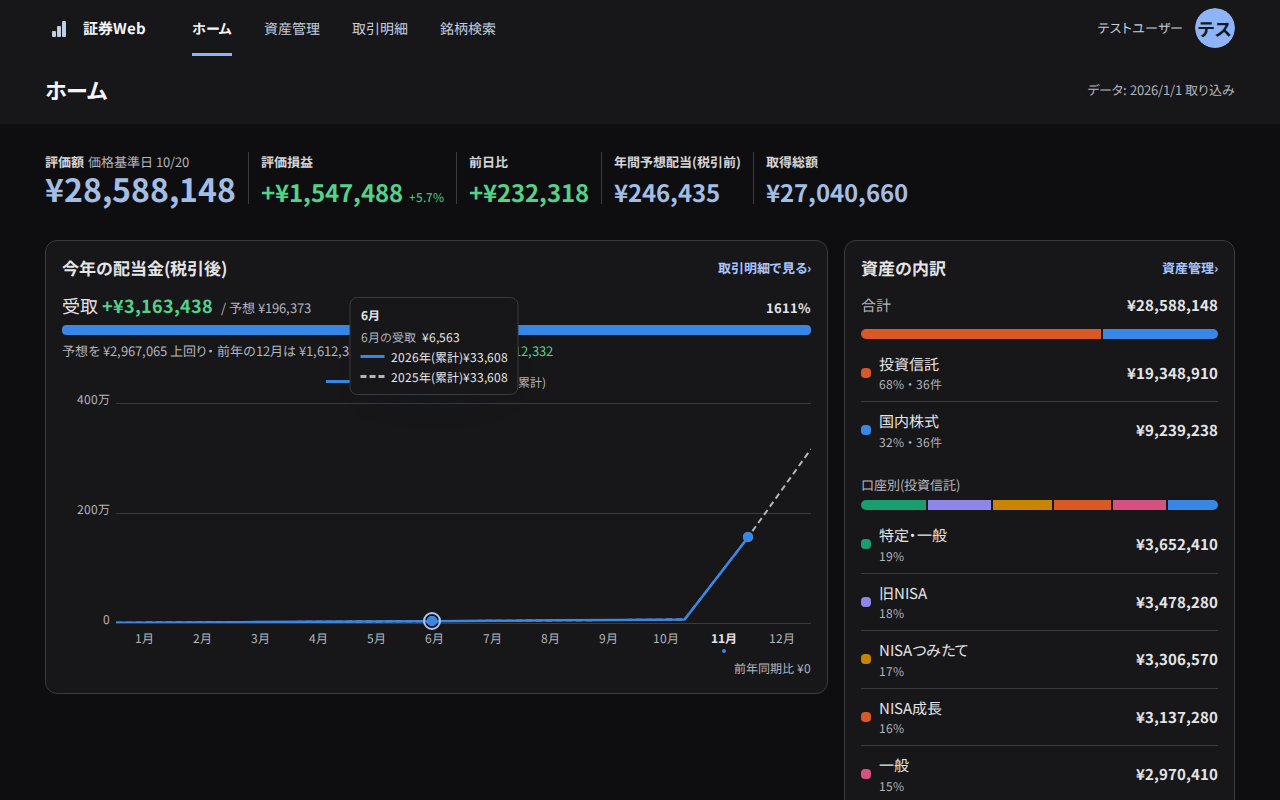 証券Web
ホーム
資産管理
取引明細
銘柄検索
テストユーザー
テス
ホーム
データ: 2026/1/1 取り込み
評価額 価格基準日 10/20
¥28,588,148
評価損益
+¥1,547,488 +5.7%
前日比
+¥232,318
年間予想配当(税引前)
¥246,435
取得総額
¥27,040,660
今年の配当金(税引後)
取引明細で見る›
受取 +¥3,163,438 / 予想 ¥196,373
1611%
予想を ¥2,967,065 上回り・前年の12月は ¥1,612,3
2,332
6月
6月の受取 ¥6,563
2026年(累計)¥33,608
2025年(累計)¥33,608
累計)
400万
200万
0
1月 2月 3月 4月 5月 6月 7月 8月 9月 10月 11月 12月
前年同期比 ¥0
資産の内訳
資産管理›
合計
¥28,588,148
投資信託
68%・36件
¥19,348,910
国内株式
32%・36件
¥9,239,238
口座別(投資信託)
特定・一般
19%
¥3,652,410
旧NISA
18%
¥3,478,280
NISAつみたて
17%
¥3,306,570
NISA成長
16%
¥3,137,280
一般
15%
¥2,970,410